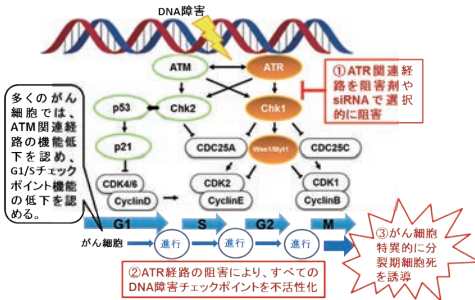 DNA障害
ATM
ATR
①ATR関連経
路を阻害剤や
siRNAで選択
的に阻害
多くのがん
細胞では、
ATM関連経
路の機能低
下を認め、
G1/Sチェック
ポイント機能
の低下を認
める。
p53
Chk2
Chk1
p21
CDC25A
Wee1/Myt1
CDC25C
CDK4/6
CyclinD
CDK2
CyclinE
CDK1
CyclinB
G1
S
G2
M
がん細胞
進行
進行
進行
②ATR経路の阻害により、すべての
DNA障害チェックポイントを不活性化
③がん細胞
特異的に分
裂期細胞死
を誘導